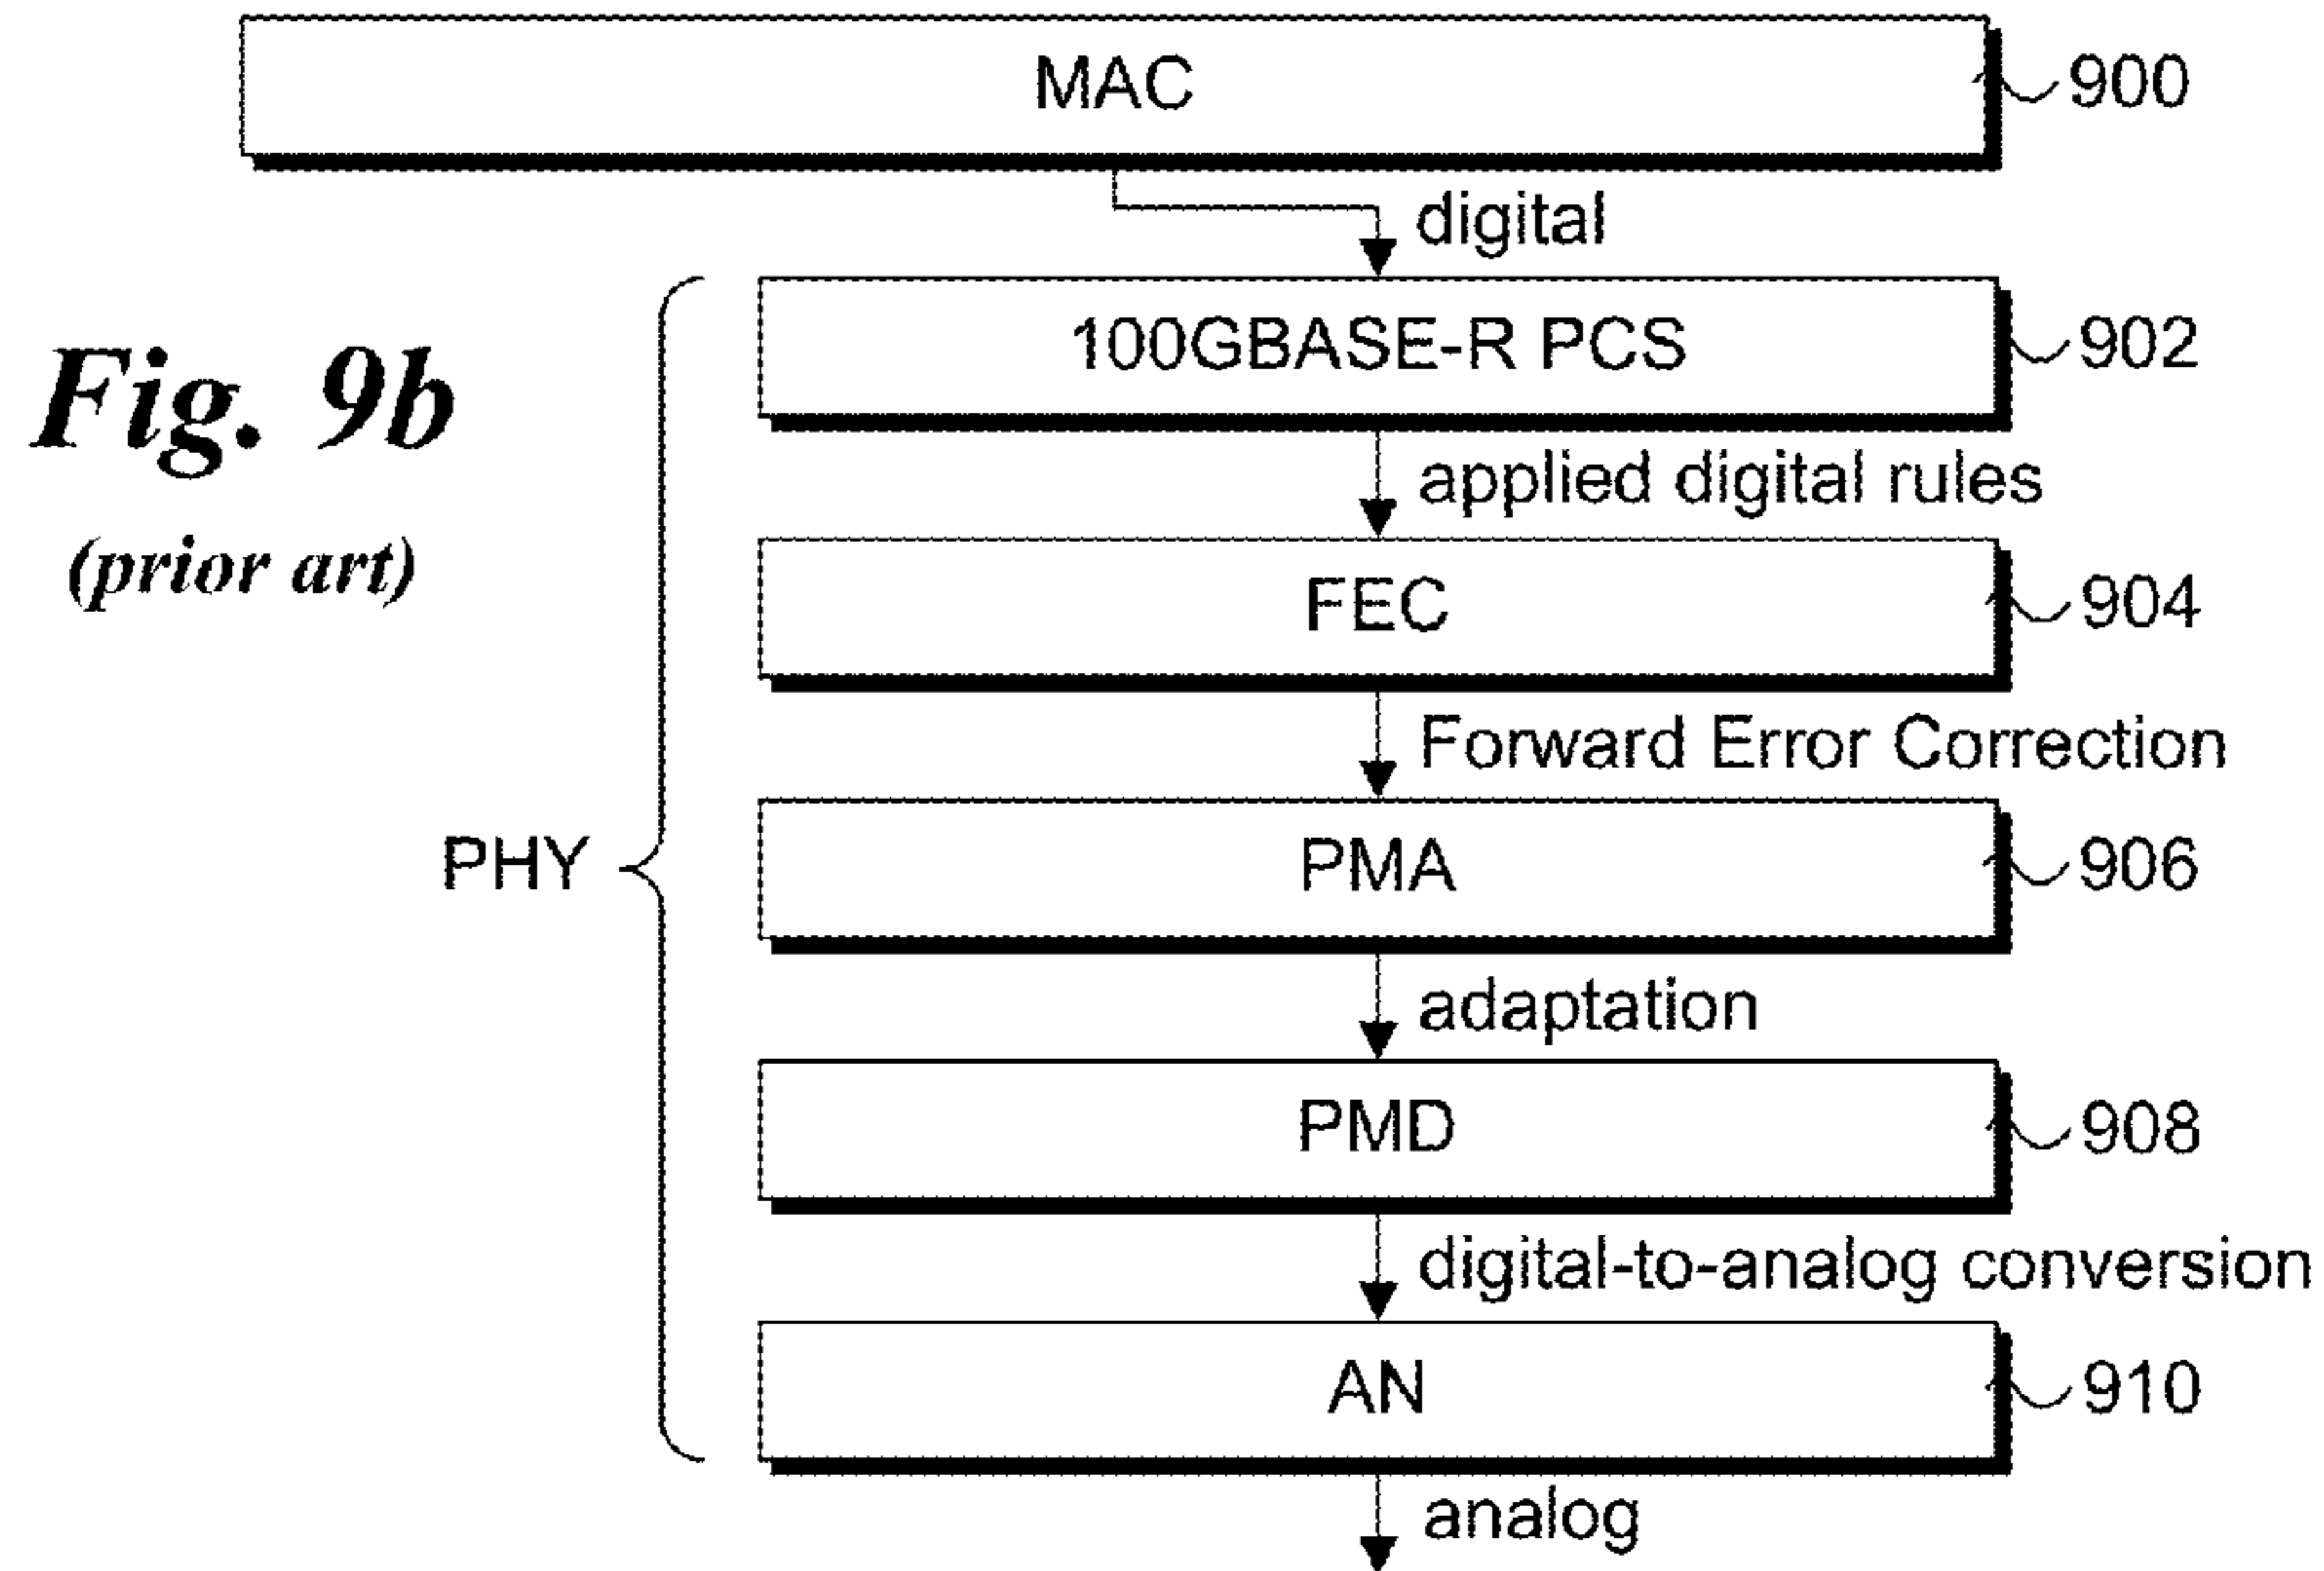 MAC
900
digital
100GBASE-R PCS
902
Fig. 9b
(prior art)
applied digital rules
FEC
904
Forward Error Correction
PHY
PMA
906
adaptation
PMD
908
digital-to-analog conversion
AN
910
analog